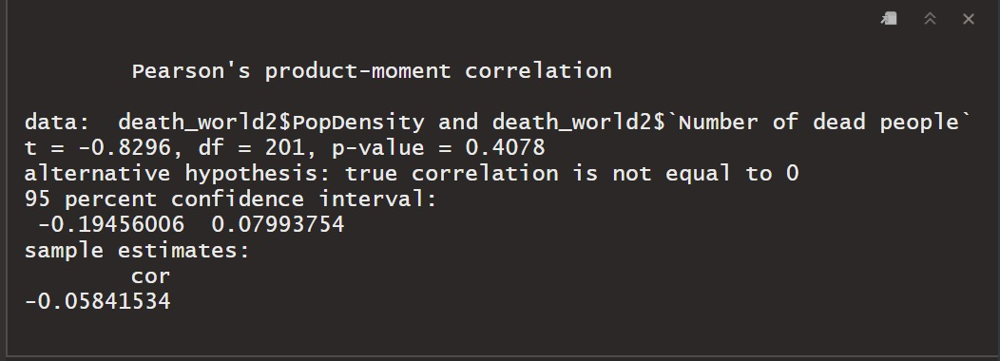 Pearson's product-moment correlation
data:  death_world2$PopDensity and death_world2$`Number of dead people`
t = -0.8296, df = 201, p-value = 0.4078
alternative hypothesis: true correlation is not equal to 0
95 percent confidence interval:
 -0.19456006  0.07993754
sample estimates:
        cor
-0.05841534